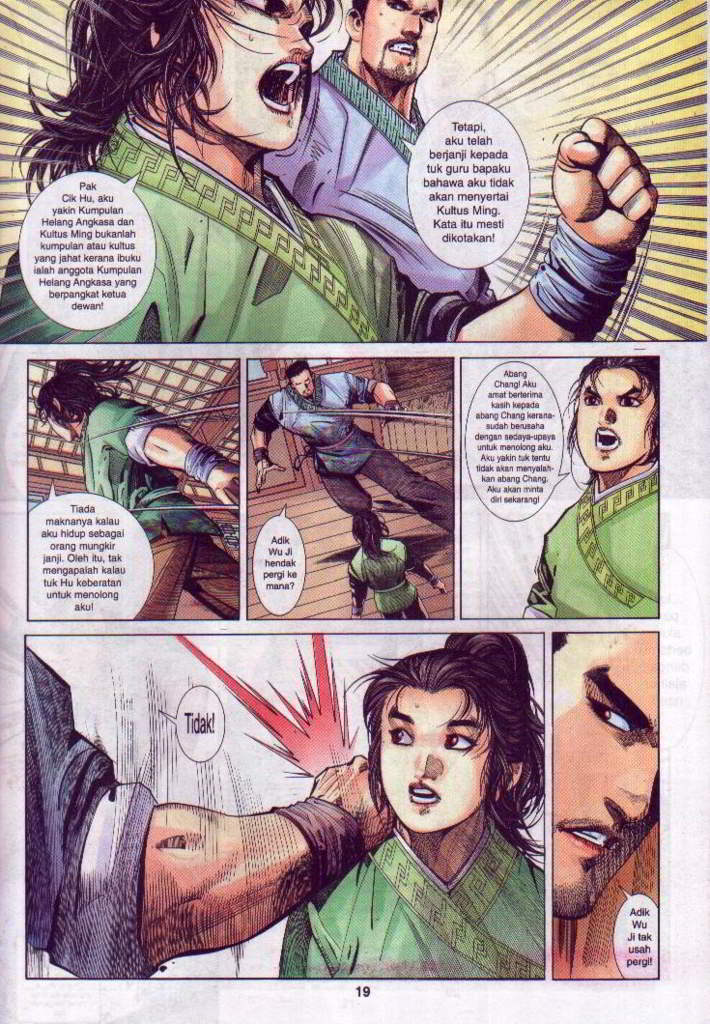 Pak
Cik Hu, aku
yakin Kumpulan
Helang Angkasa dan
Kultus Ming bukanlah
kumpulan atau kultus
yang jahat kerana ibuku
ialah anggota Kumpulan
Helang Angkasa yang
berpangkat ketua
dewan!
Tetapi,
aku telah
berjanji kepada
tuk guru bapaku
bahawa aku tidak
akan menyertai
Kultus Ming.
Kata itu mesti
dikotakan!
Tiada
maknanya kalau
aku hidup sebagai
orang mungkir
janji. Oleh itu, tak
mengapalah kalau
tuk Hu keberatan
untuk menolong
aku!
Adik
Wu Ji
hendak
pergi ke
mana?
Abang
Chang! Aku
amat berterima
kasih kepada
abang Chang kerana-
sudah berusaha
dengan sedaya-upaya
untuk menolong aku.
Aku yakin tuk tentu
tidak akan menyalah-
kan abang Chang.
Aku akan minta
diri sekarang!
Tidak!
Adik
Wu
Ji tak
usah
pergi!
19